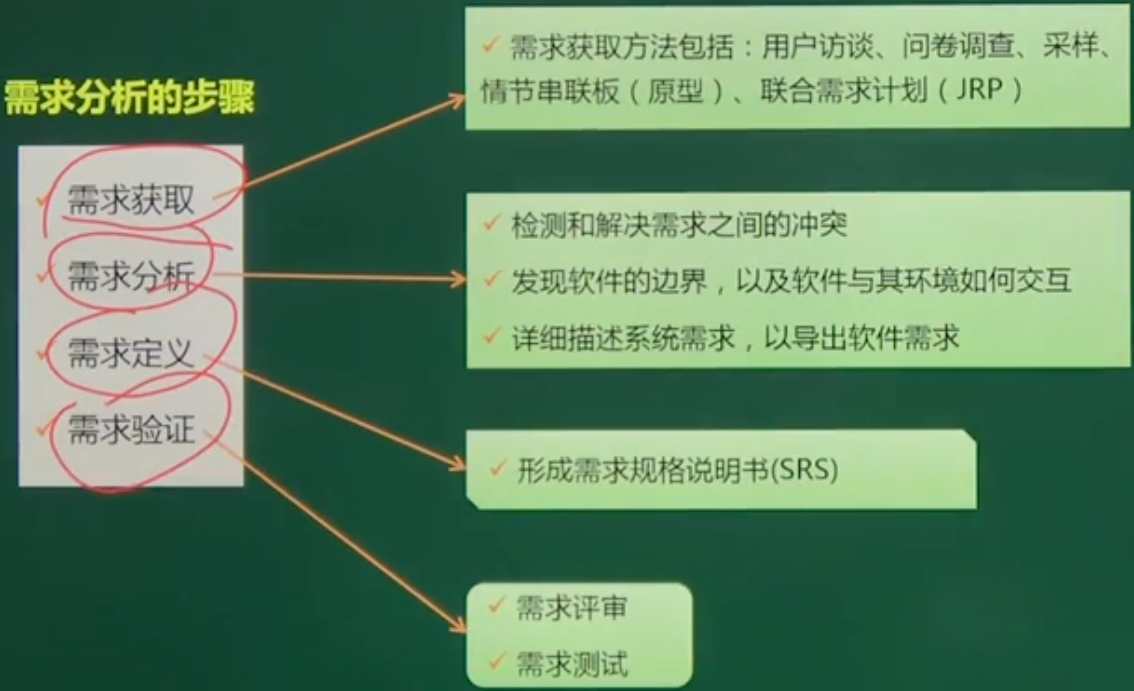 需求分析的步骤
需求获取
需求分析
需求定义
需求验证
需求获取方法包括：用户访谈、问卷调查、采样、
情节串联板（原型）、联合需求计划（JRP）
检测和解决需求之间的冲突
发现软件的边界，以及软件与其环境如何交互
详细描述系统需求，以导出软件需求
形成需求规格说明书(SRS)
需求评审
需求测试